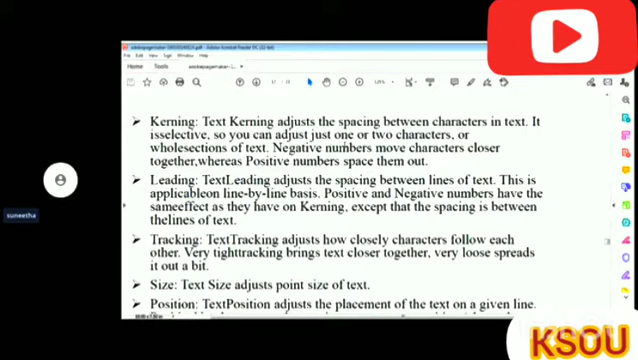 adobepagemaker-
Home Tools
Kerning: Text Kerning adjusts the spacing between characters in text. It
isselective, so you can adjust just one or two characters, or
wholesections of text. Negative numbers move characters closer
together,whereas Positive numbers space them out.
Leading: TextLeading adjusts the spacing between lines of text. This is
applicableon line-by-line basis. Positive and Negative numbers have the
sameeffect as they have on Kerning, except that the spacing is between
thelines of text.
suneetha
Tracking: TextTracking adjusts how closely characters follow each
other. Very tighttracking brings text closer together, very loose spreads
it out a bit.
Size: Text Size adjusts point size of text.
Position: TextPosition adjusts the placement of the text on a given line.
KSOU